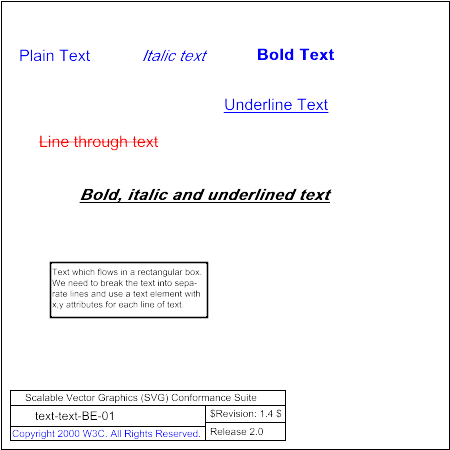 Plain Text Italic text Bold Text
Underline Text
Line through text
Bold, italic and underlined text
Text which flows in a rectangular box.
We need to break the text into sepa-
rate lines and use a text element with
x,y attributes for each line of text.
Scalable Vector Graphics (SVG) Conformance Suite
text-text-BE-01
$Revision: 1.4 $
Copyright 2000 W3C. All Rights Reserved.
Release 2.0